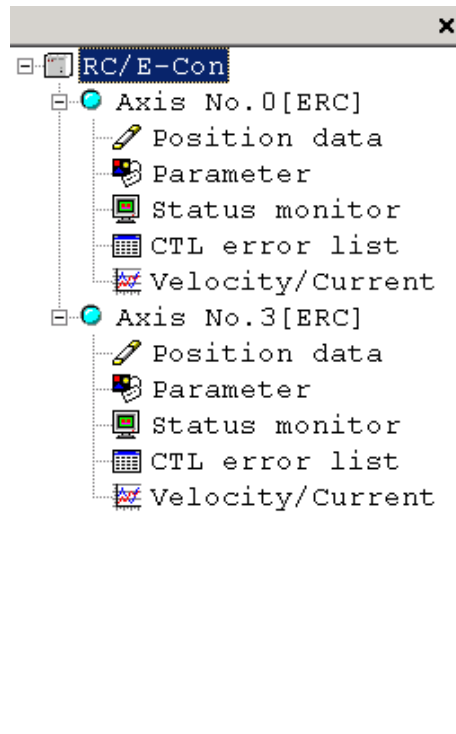 RC/E-Con
Axis No.0[ERC]
Position data
Parameter
Status monitor
CTL error list
Velocity/Current
Axis No.3[ERC]
Position data
Parameter
Status monitor
CTL error list
Velocity/Current